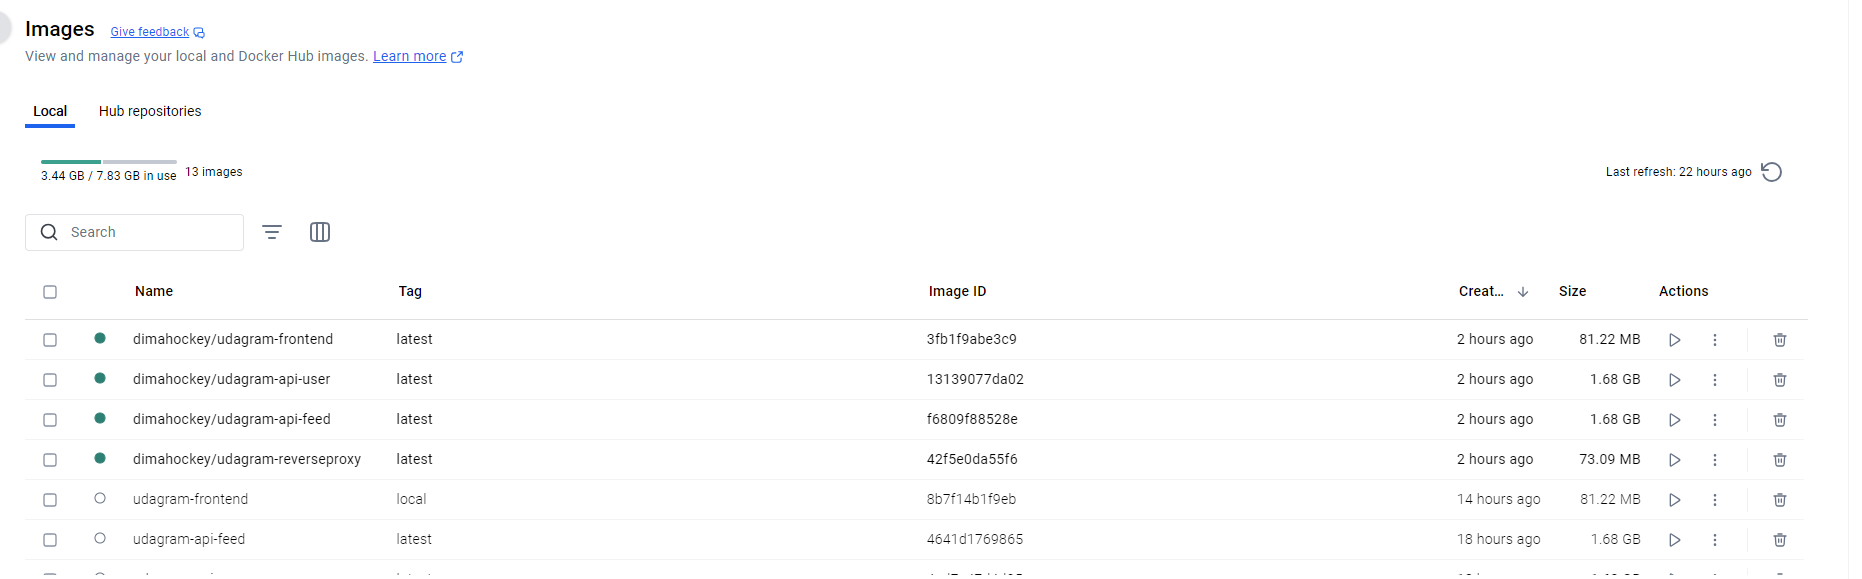 Images Give feedback
View and manage your local and Docker Hub images. Learn more
Local Hub repositories
3.44 GB / 7.83 GB in use 13 images Last refresh: 22 hours ago
Search
Name Tag Image ID Creat... Size Actions
dimahockey/udagram-frontend latest 3fb1f9abe3c9 2 hours ago 81.22 MB
dimahockey/udagram-api-user latest 13139077da02 2 hours ago 1.68 GB
dimahockey/udagram-api-feed latest f6809f88528e 2 hours ago 1.68 GB
dimahockey/udagram-reverseproxy latest 42f5e0da55f6 2 hours ago 73.09 MB
udagram-frontend local 8b7f14b1f9eb 14 hours ago 81.22 MB
udagram-api-feed latest 4641d1769865 18 hours ago 1.68 GB